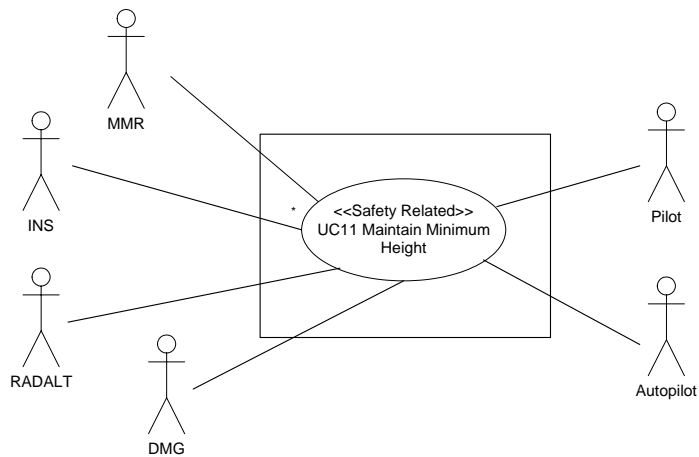 MMR
INS
*
<<Safety Related>>
UC11 Maintain Minimum
Height
Pilot
RADALT
Autopilot
DMG